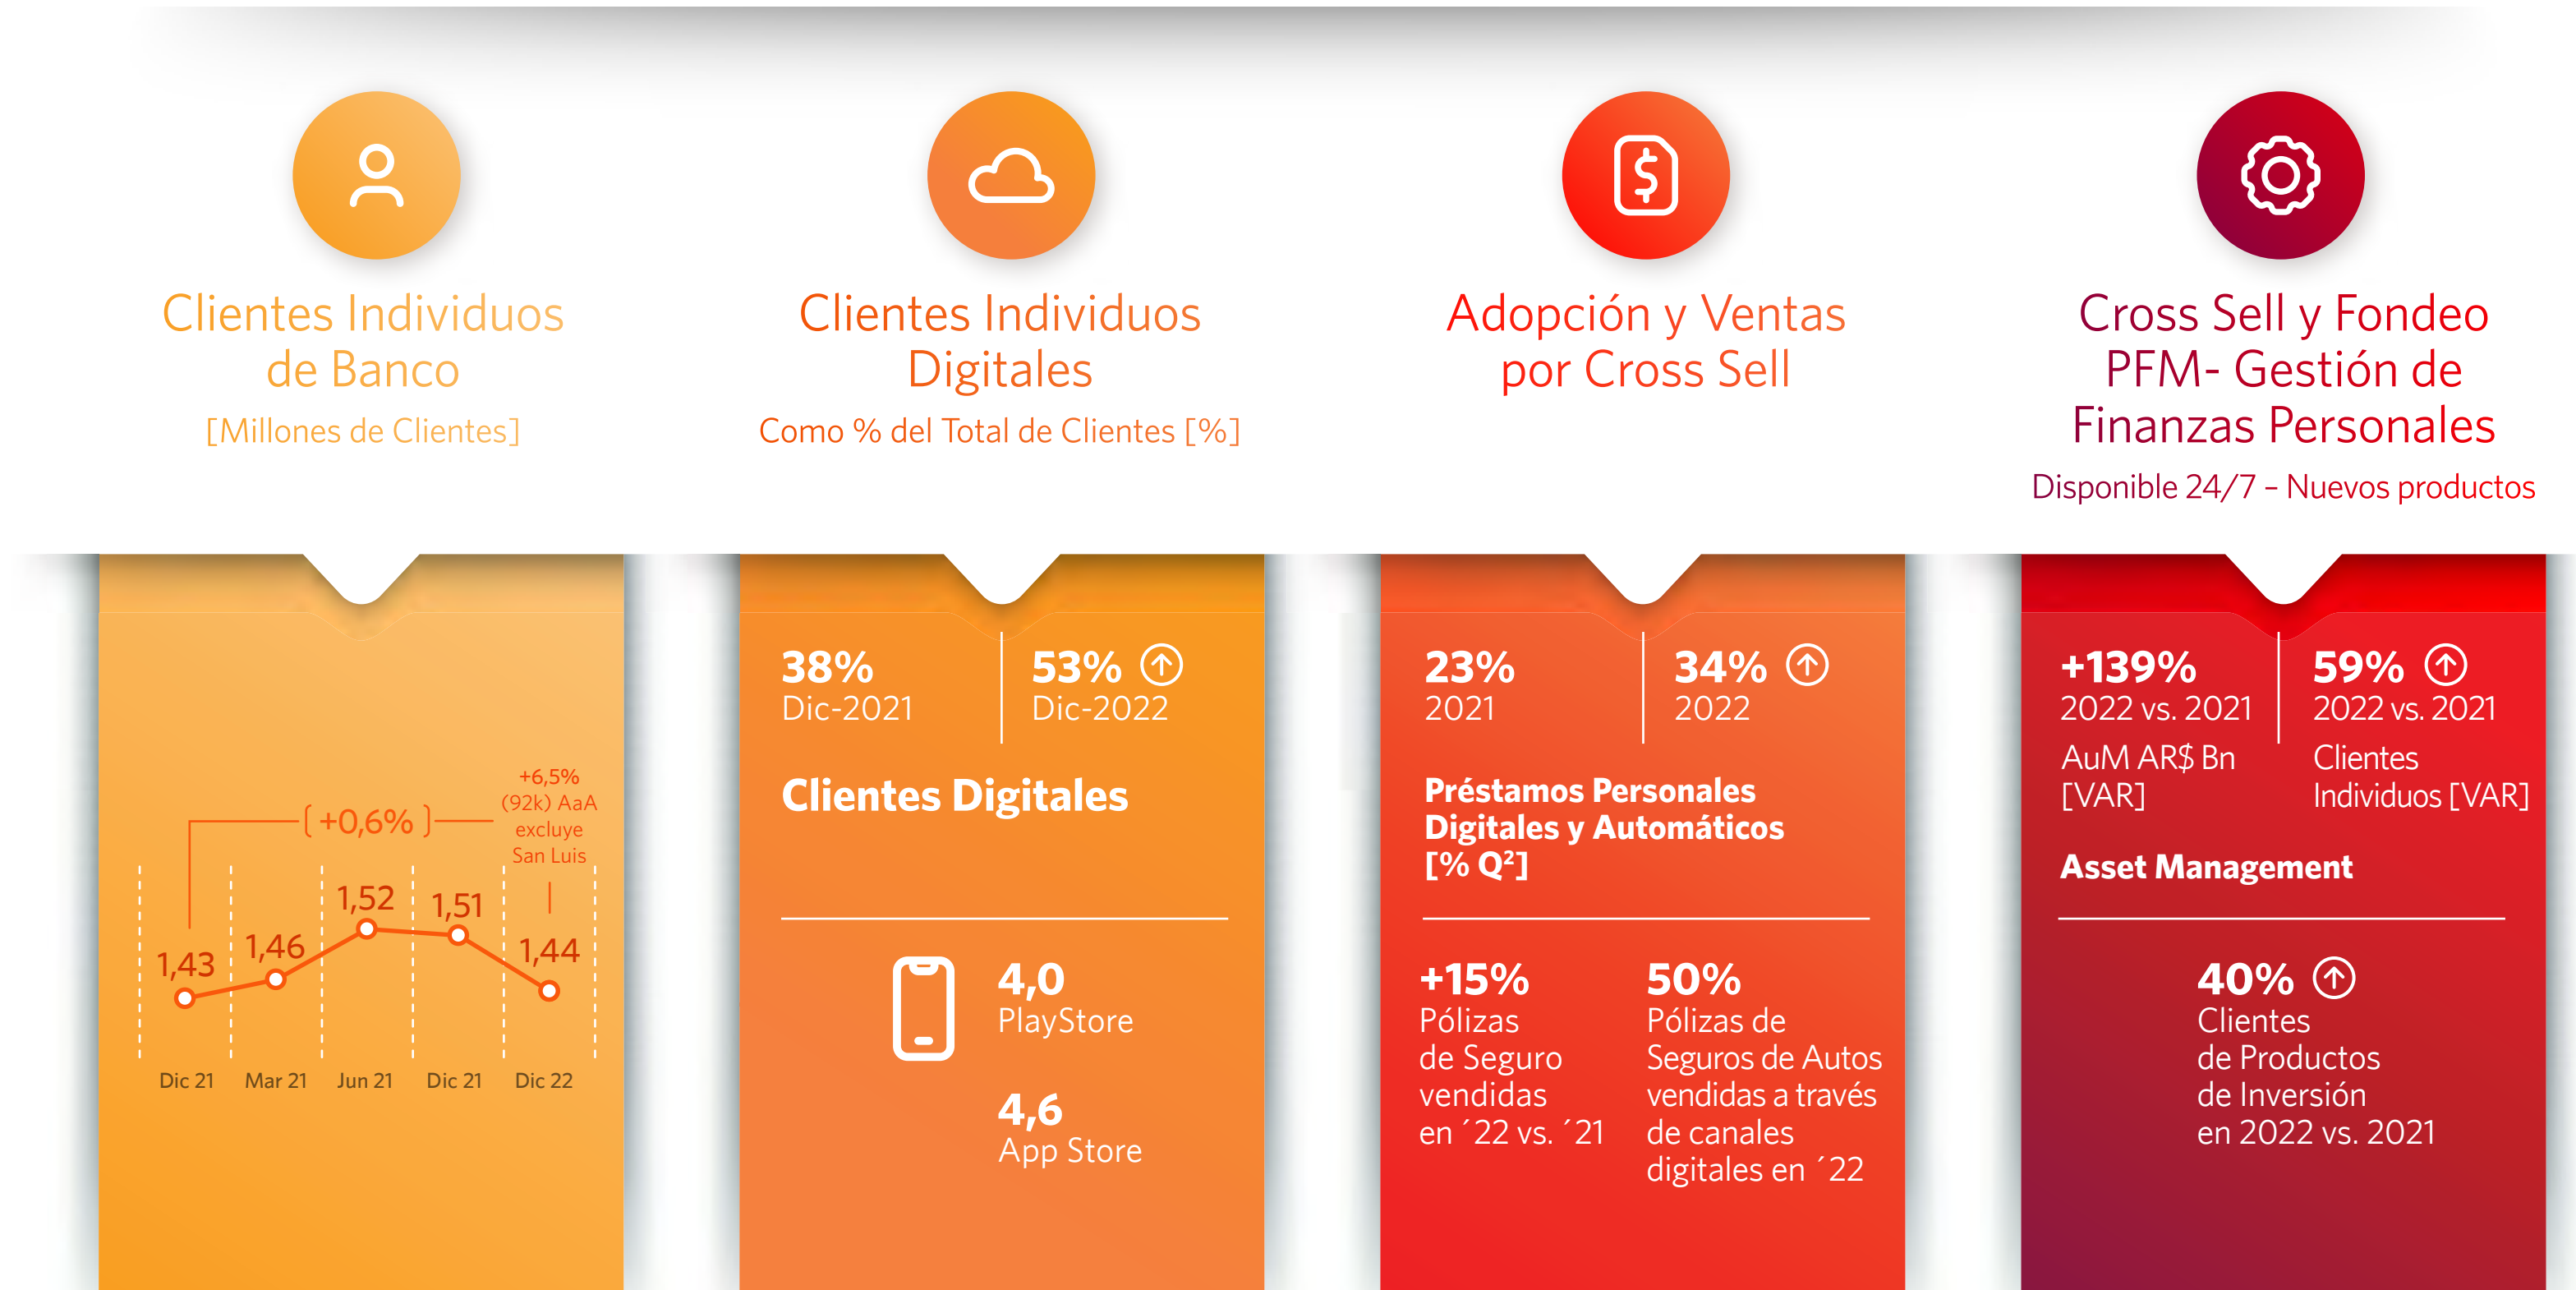 Clientes Individuos
de Banco
[Millones de Clientes]
+6,5%
(92k) AaA
excluye
San Luis
[+0,6%]
1,43
1,46
1,52
1,51
1,44
Dic 21
Mar 21
Jun 21
Dic 21
Dic 22
Clientes Individuos
Digitales
Como % del Total de Clientes [%]
38%
Dic-2021
53%
Dic-2022
Clientes Digitales
4,0
PlayStore
4,6
App Store
$
Adopción y Ventas
por Cross Sell
23%
2021
34%
2022
Préstamos Personales
Digitales y Automáticos
[% Q²]
+15%
Pólizas
de Seguro
vendidas
en ´22 vs. ´21
50%
Pólizas de
Seguros de Autos
vendidas a través
de canales
digitales en ´22
Cross Sell y Fondeo
PFM- Gestión de
Finanzas Personales
Disponible 24/7 – Nuevos productos
+139%
2022 vs. 2021
AuM AR$ Bn
[VAR]
59%
2022 vs. 2021
Clientes
Individuos [VAR]
Asset Management
40%
Clientes
de Productos
de Inversión
en 2022 vs. 2021